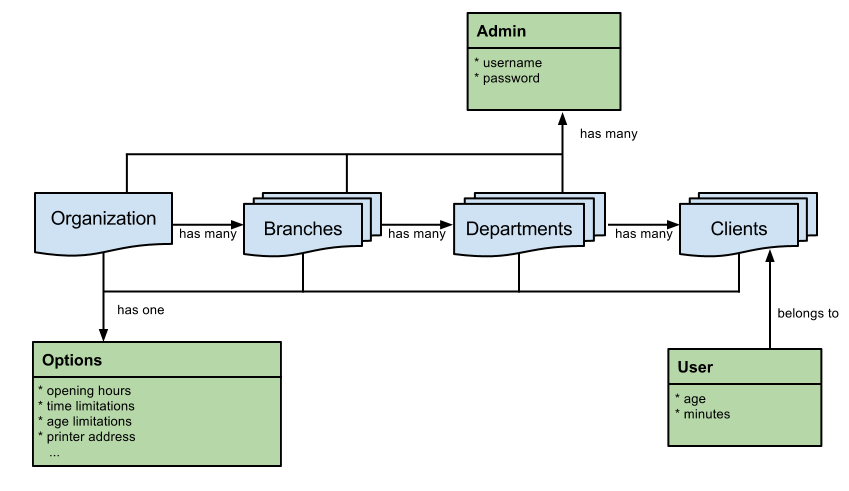 Admin
* username
* password
has many
Organization
has many
Branches
has many
Departments
has many
Clients
has one
belongs to
Options
* opening hours
* time limitations
* age limitations
* printer address
...
User
* age
* minutes